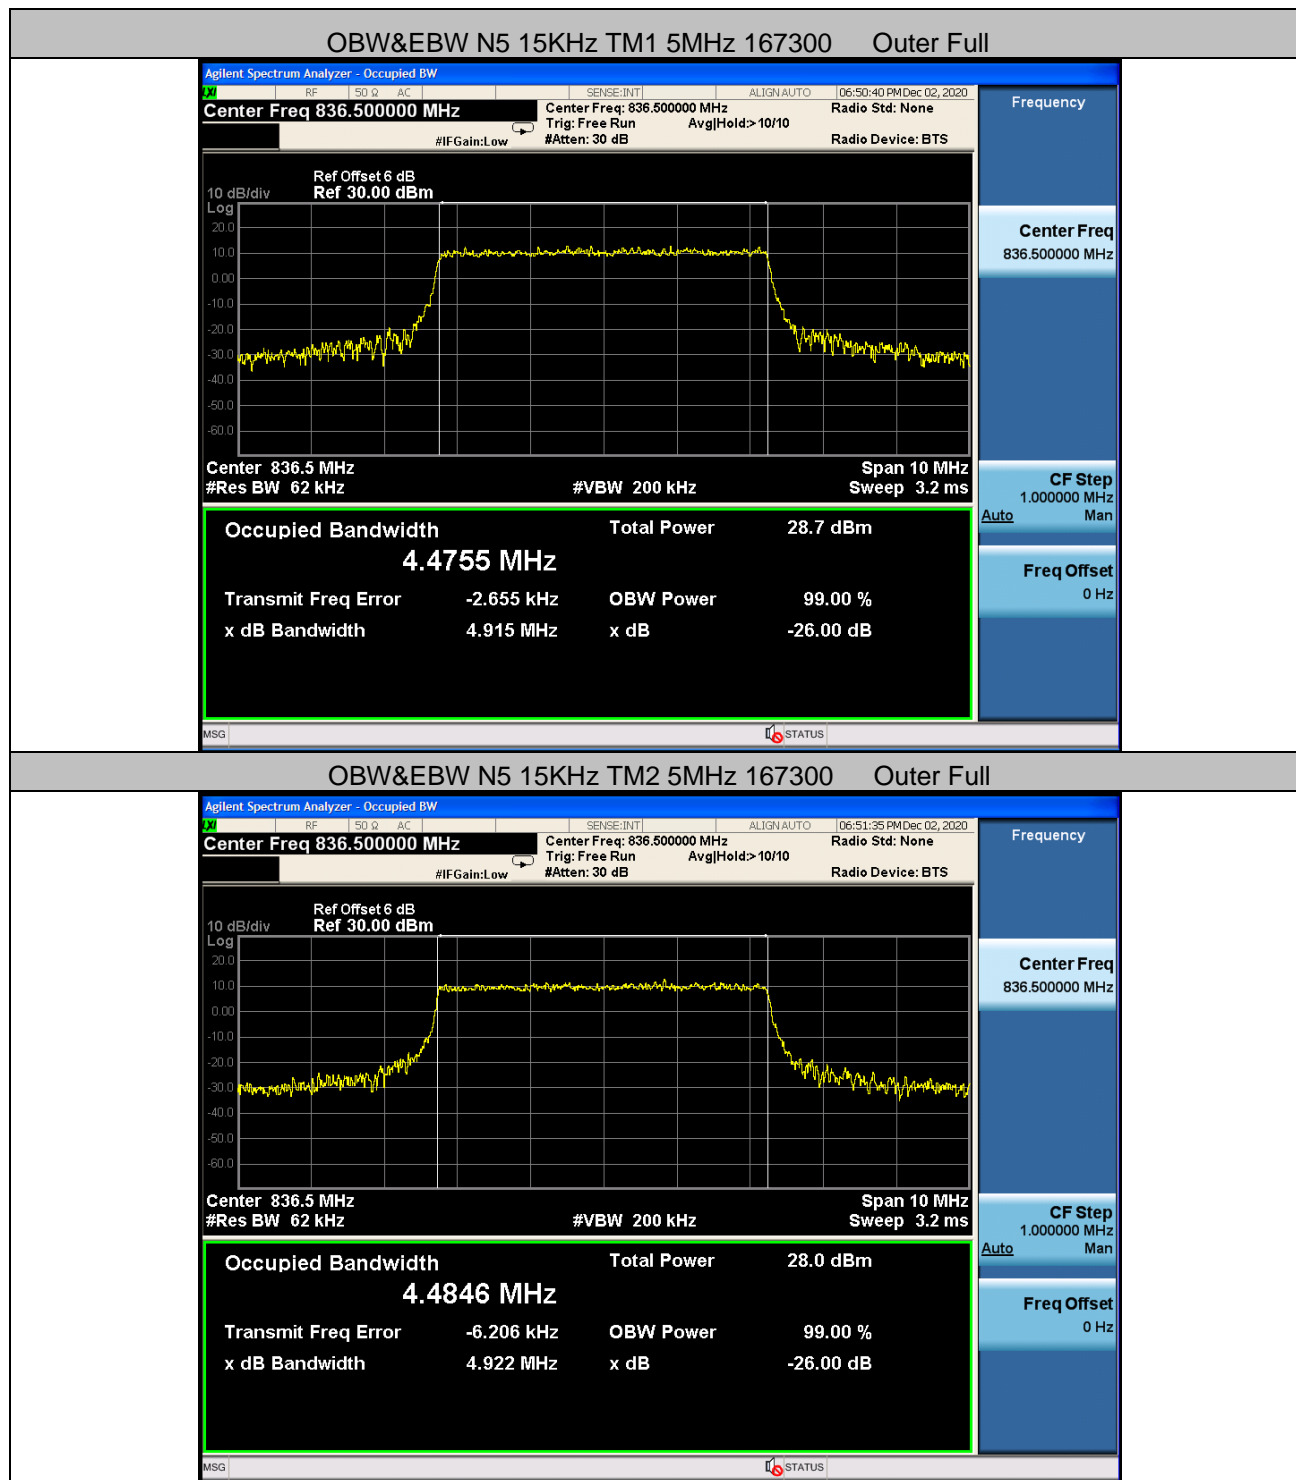 OBW&EBW N5 15KHz TM1 5MHz 167300 Outer Full
Agilent Spectrum Analyzer - Occupied BW
LXI RF 50 Ω AC SENSE:INT ALIGN AUTO 06:50:40 PM Dec 02, 2020
Center Freq 836.500000 MHz
Center Freq: 836.500000 MHz
Radio Std: None
Trig: Free Run Avg|Hold:>10/10
#IFGain:Low
#Atten: 30 dB
Radio Device: BTS
Frequency
Ref Offset 6 dB
10 dB/div Ref 30.00 dBm
Log
20.0
10.0
0.00
-10.0
-20.0
-30.0
-40.0
-50.0
-60.0
Center 836.5 MHz Span 10 MHz
#Res BW 62 kHz #VBW 200 kHz Sweep 3.2 ms
Occupied Bandwidth Total Power 28.7 dBm
4.4755 MHz
Transmit Freq Error -2.655 kHz OBW Power 99.00 %
x dB Bandwidth 4.915 MHz x dB -26.00 dB
Center Freq
836.500000 MHz
CF Step
1.000000 MHz
Auto Man
Freq Offset
0 Hz
MSG STATUS
OBW&EBW N5 15KHz TM2 5MHz 167300 Outer Full
Agilent Spectrum Analyzer - Occupied BW
LXI RF 50 Ω AC SENSE:INT ALIGN AUTO 06:51:35 PM Dec 02, 2020
Center Freq 836.500000 MHz
Center Freq: 836.500000 MHz
Radio Std: None
Trig: Free Run Avg|Hold:>10/10
#IFGain:Low
#Atten: 30 dB
Radio Device: BTS
Frequency
Ref Offset 6 dB
10 dB/div Ref 30.00 dBm
Log
20.0
10.0
0.00
-10.0
-20.0
-30.0
-40.0
-50.0
-60.0
Center 836.5 MHz Span 10 MHz
#Res BW 62 kHz #VBW 200 kHz Sweep 3.2 ms
Occupied Bandwidth Total Power 28.0 dBm
4.4846 MHz
Transmit Freq Error -6.206 kHz OBW Power 99.00 %
x dB Bandwidth 4.922 MHz x dB -26.00 dB
Center Freq
836.500000 MHz
CF Step
1.000000 MHz
Auto Man
Freq Offset
0 Hz
MSG STATUS